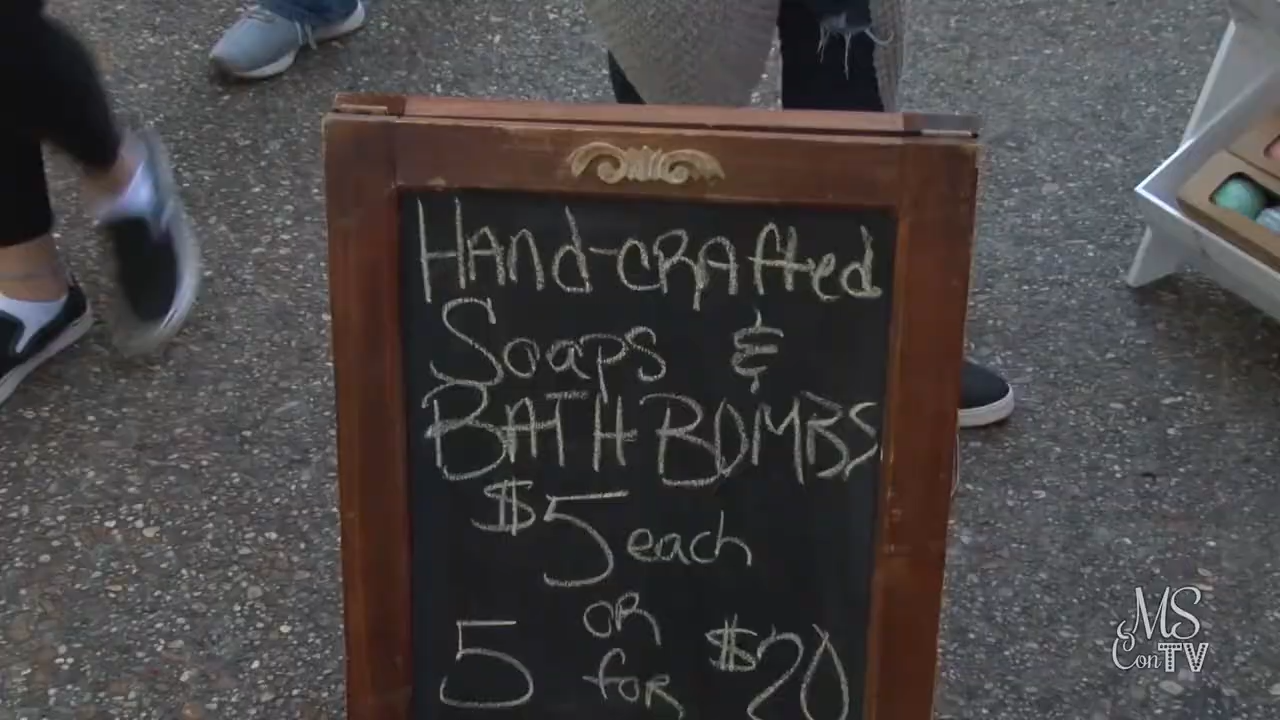 HAnd-cRAfted
Soaps &
BATH BOMBS
$5 each
OR
5 for $20
MS
& Con TV